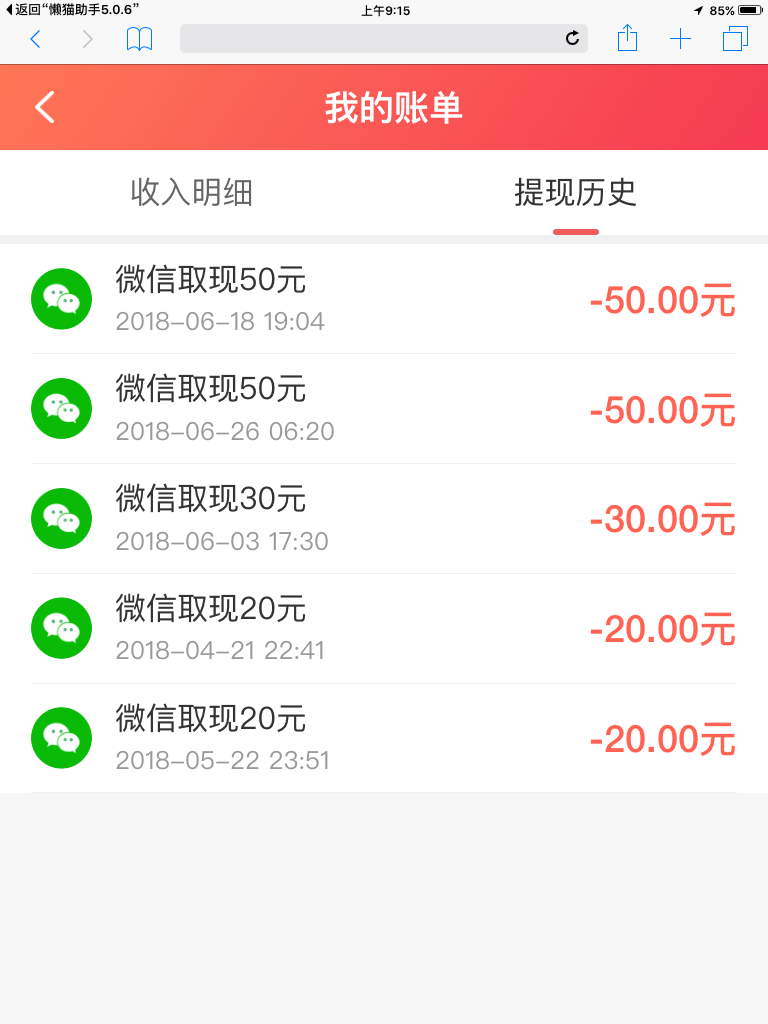 返回“懒猫助手5.0.6”
上午9:15
85%
我的账单
收入明细
提现历史
微信取现50元
2018-06-18 19:04
-50.00元
微信取现50元
2018-06-26 06:20
-50.00元
微信取现30元
2018-06-03 17:30
-30.00元
微信取现20元
2018-04-21 22:41
-20.00元
微信取现20元
2018-05-22 23:51
-20.00元